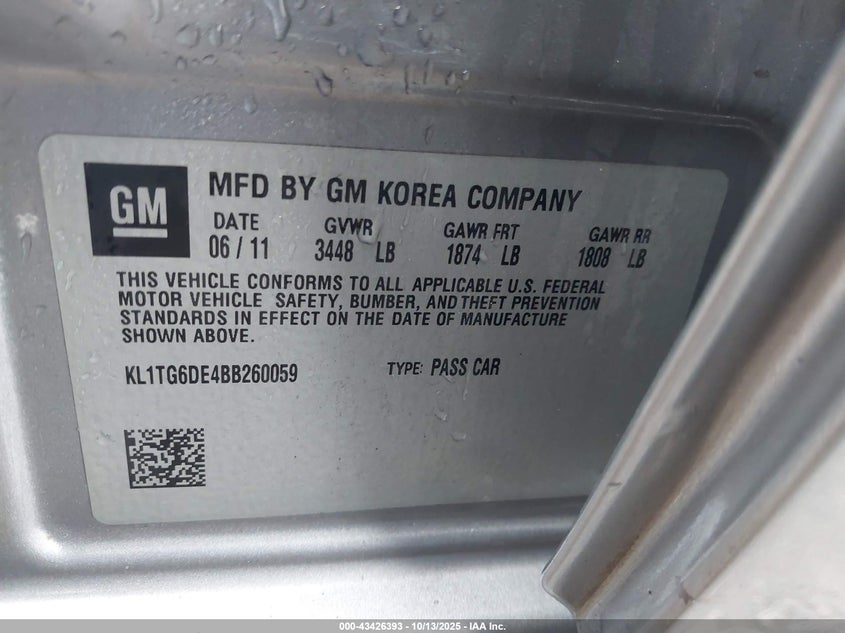 GM
MFD BY GM KOREA COMPANY
DATE GVWR GAWR FRT GAWR RR
06 / 11 3448 LB 1874 LB 1808 LB
THIS VEHICLE CONFORMS TO ALL APPLICABLE U.S. FEDERAL
MOTOR VEHICLE SAFETY, BUMBER, AND THEFT PREVENTION
STANDARDS IN EFFECT ON THE DATE OF MANUFACTURE
SHOWN ABOVE.
KL1TG6DE4BB260059 TYPE: PASS CAR
000-43426393 - 10/13/2025 - IAA Inc.